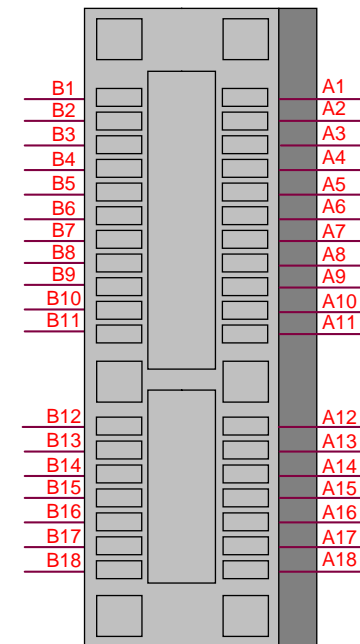 B1 A1
B2 A2
B3 A3
B4 A4
B5 A5
B6 A6
B7 A7
B8 A8
B9 A9
B10 A10
B11 A11
B12 A12
B13 A13
B14 A14
B15 A15
B16 A16
B17 A17
B18 A18